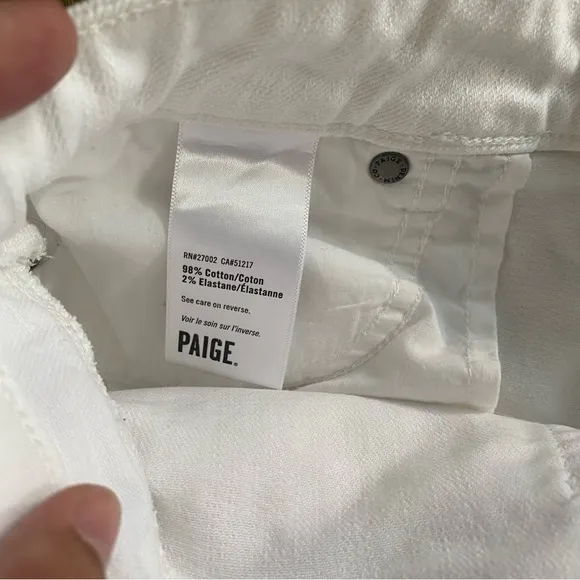 RN#27002 CA#51217
98% Cotton/Coton
2% Elastane/Élastanne
See care on reverse.
Voir le soin sur l'inverse.
PAIGE.
PAIGE